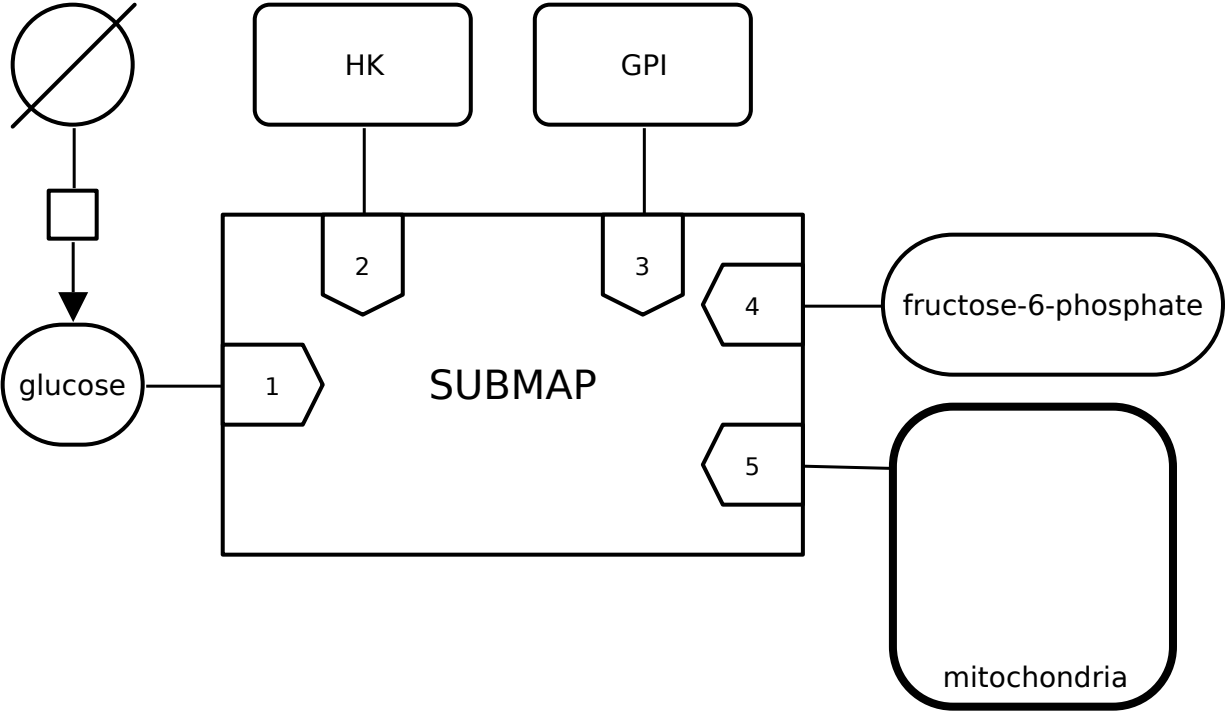 HK
GPI
2
3
4
fructose-6-phosphate
glucose
1
SUBMAP
5
mitochondria